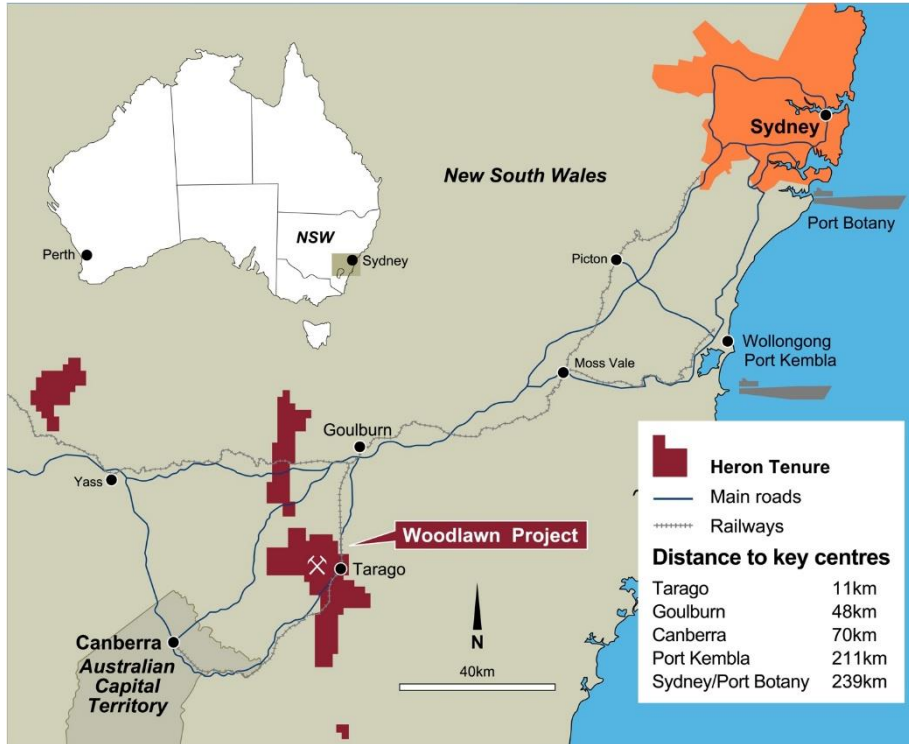 Sydney
New South Wales
NSW
Perth
Sydney
Port Botany
Picton
Wollongong
Port Kembla
Moss Vale
Goulburn
Yass
Woodlawn Project
Tarago
Canberra
Australian
Capital
Territory
N
40km
Heron Tenure
Main roads
Railways
Distance to key centres
Tarago 11km
Goulburn 48km
Canberra 70km
Port Kembla 211km
Sydney/Port Botany 239km